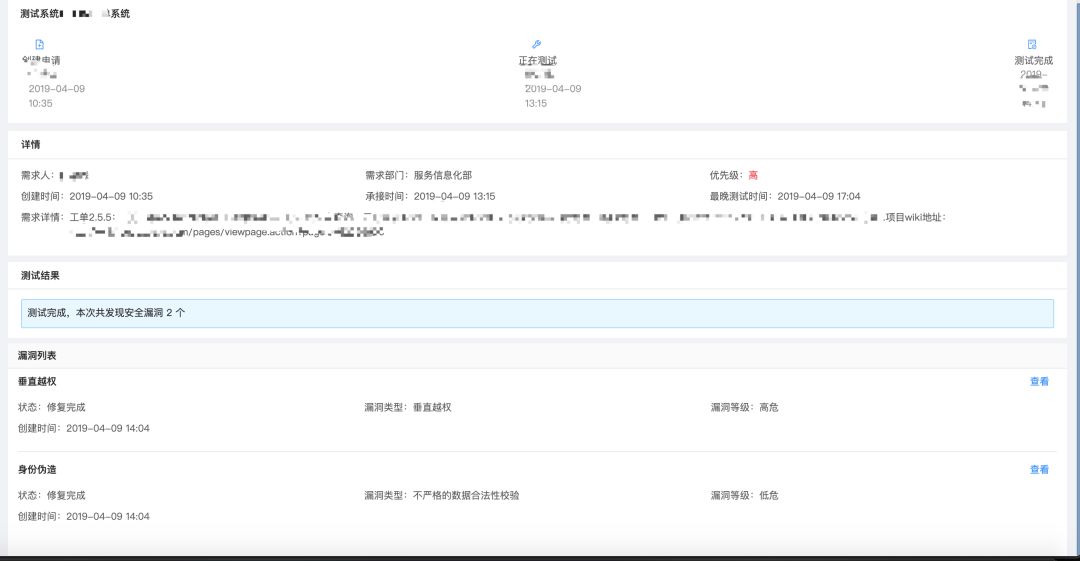 测试系统 系统
创建申请 正在测试 测试完成
2019-04-09 2019-04-09 2019-
10:35 13:15
详情
需求人: 需求部门: 服务信息化部 优先级: 高
创建时间: 2019-04-09 10:35 承接时间: 2019-04-09 13:15 最晚测试时间: 2019-04-09 17:04
需求详情: 工单2.5.5: .项目wiki地址:
/pages/viewpage.action
测试结果
测试完成，本次共发现安全漏洞 2 个
漏洞列表
垂直越权 查看
状态: 修复完成 漏洞类型: 垂直越权 漏洞等级: 高危
创建时间: 2019-04-09 14:04
身份伪造 查看
状态: 修复完成 漏洞类型: 不严格的数据合法性校验 漏洞等级: 低危
创建时间: 2019-04-09 14:04